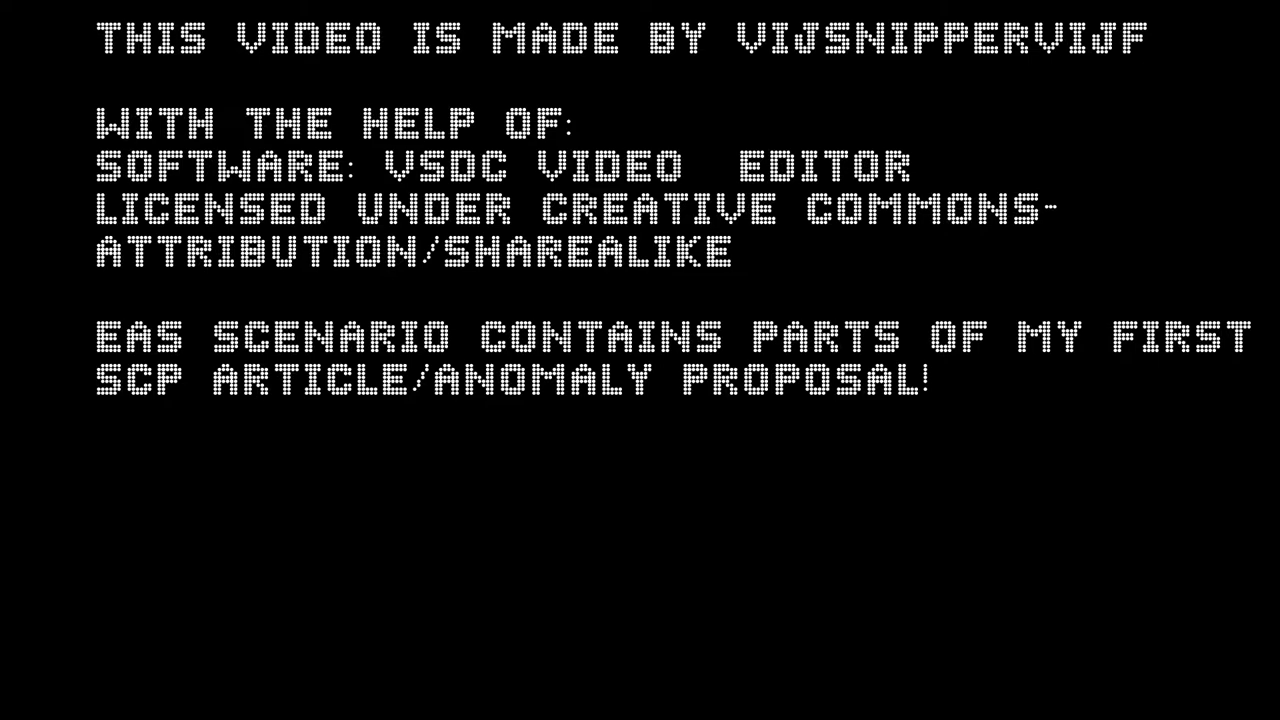 THIS VIDEO IS MADE BY VIJSNIPPERVIJF
WITH THE HELP OF:
SOFTWARE: VSDC VIDEO EDITOR
LICENSED UNDER CREATIVE COMMONS-
ATTRIBUTION/SHAREALIKE
EAS SCENARIO CONTAINS PARTS OF MY FIRST
SCP ARTICLE/ANOMALY PROPOSAL!